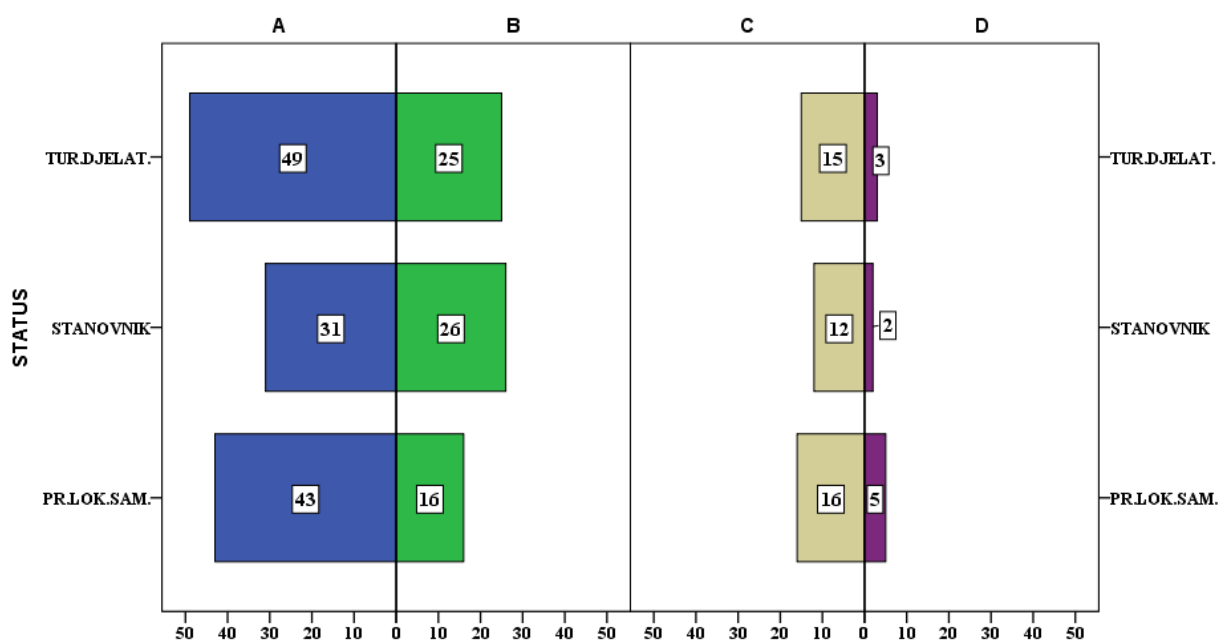 A B C D
TUR.DJELAT. 49 25 15 3 TUR.DJELAT.
STATUS
STANOVNIK 31 26 12 2 STANOVNIK
PR.LOK.SAM. 43 16 16 5 PR.LOK.SAM.
50 40 30 20 10 0 10 20 30 40 50 50 40 30 20 10 0 10 20 30 40 50